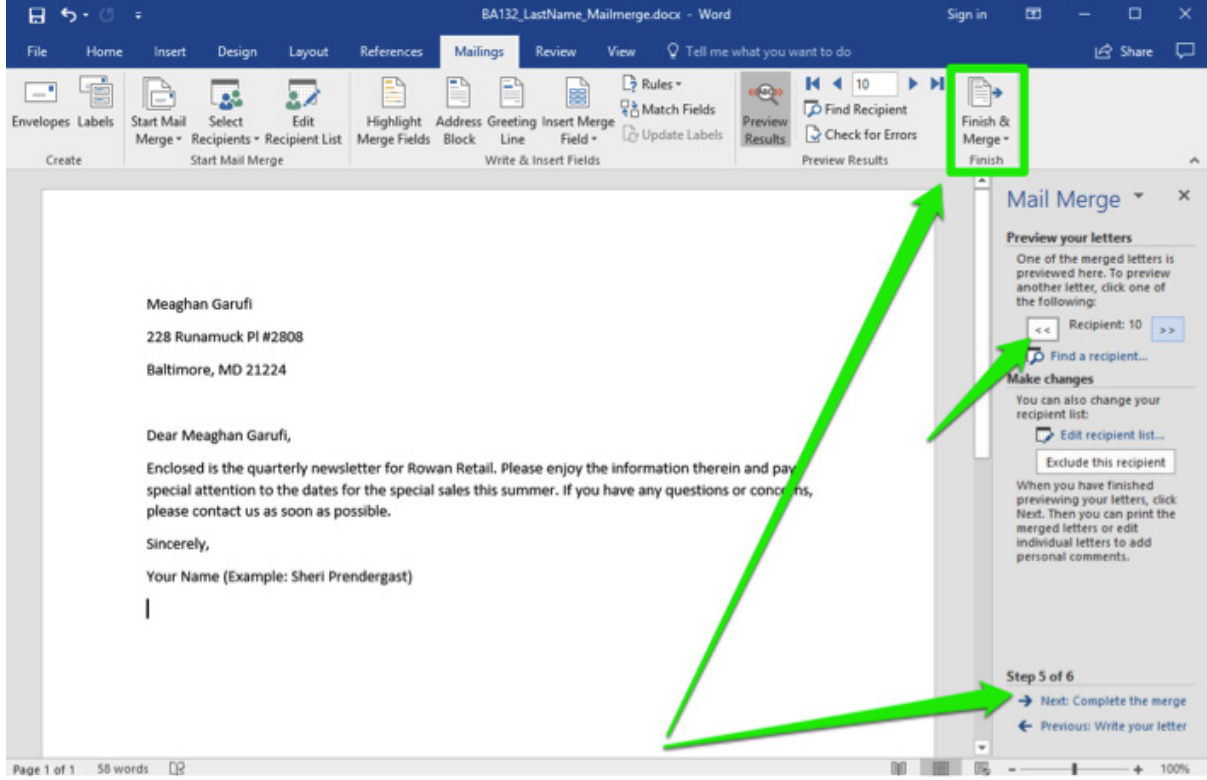 BA132_LastName_Mailmerge.docx - Word Sign in
File Home Insert Design Layout References Mailings Review View Tell me what you want to do Share
Envelopes Labels
Create
Start Mail Merge
Select Recipients
Edit Recipient List
Start Mail Merge
Highlight Merge Fields
Address Block
Greeting Line
Insert Merge Field
Rules
Match Fields
Update Labels
Write & Insert Fields
ABC
Preview Results
10
Find Recipient
Check for Errors
Preview Results
Finish & Merge
Finish
Meaghan Garufi
228 Runamuck Pl #2808
Baltimore, MD 21224
Dear Meaghan Garufi,
Enclosed is the quarterly newsletter for Rowan Retail. Please enjoy the information therein and pay
special attention to the dates for the special sales this summer. If you have any questions or concerns,
please contact us as soon as possible.
Sincerely,
Your Name (Example: Sheri Prendergast)
Mail Merge
Preview your letters
One of the merged letters is
previewed here. To preview
another letter, click one of
the following:
<< Recipient: 10 >>
Find a recipient...
Make changes
You can also change your
recipient list:
Edit recipient list...
Exclude this recipient
When you have finished
previewing your letters, click
Next. Then you can print the
merged letters or edit
individual letters to add
personal comments.
Step 5 of 6
Next: Complete the merge
Previous: Write your letter
Page 1 of 1 58 words 100%